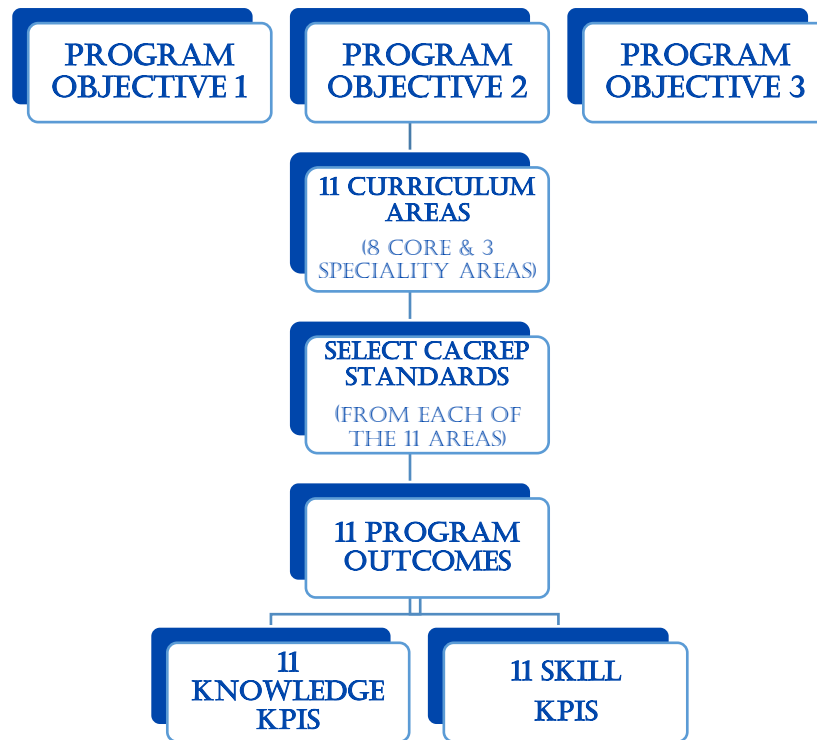 PROGRAM
OBJECTIVE 1
PROGRAM
OBJECTIVE 2
PROGRAM
OBJECTIVE 3
11 CURRICULUM
AREAS
(8 CORE & 3
SPECIALITY AREAS)
SELECT CACREP
STANDARDS
(FROM EACH OF
THE 11 AREAS)
11 PROGRAM
OUTCOMES
11
KNOWLEDGE
KPIS
11 SKILL
KPIS